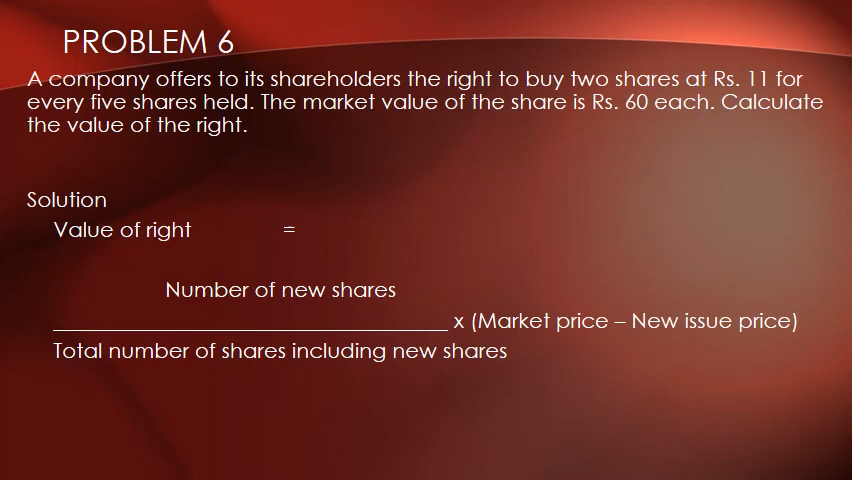 PROBLEM 6
A company offers to its shareholders the right to buy two shares at Rs. 11 for
every five shares held. The market value of the share is Rs. 60 each. Calculate
the value of the right.
Solution
Value of right =
Number of new shares
____________________________________ x (Market price – New issue price)
Total number of shares including new shares